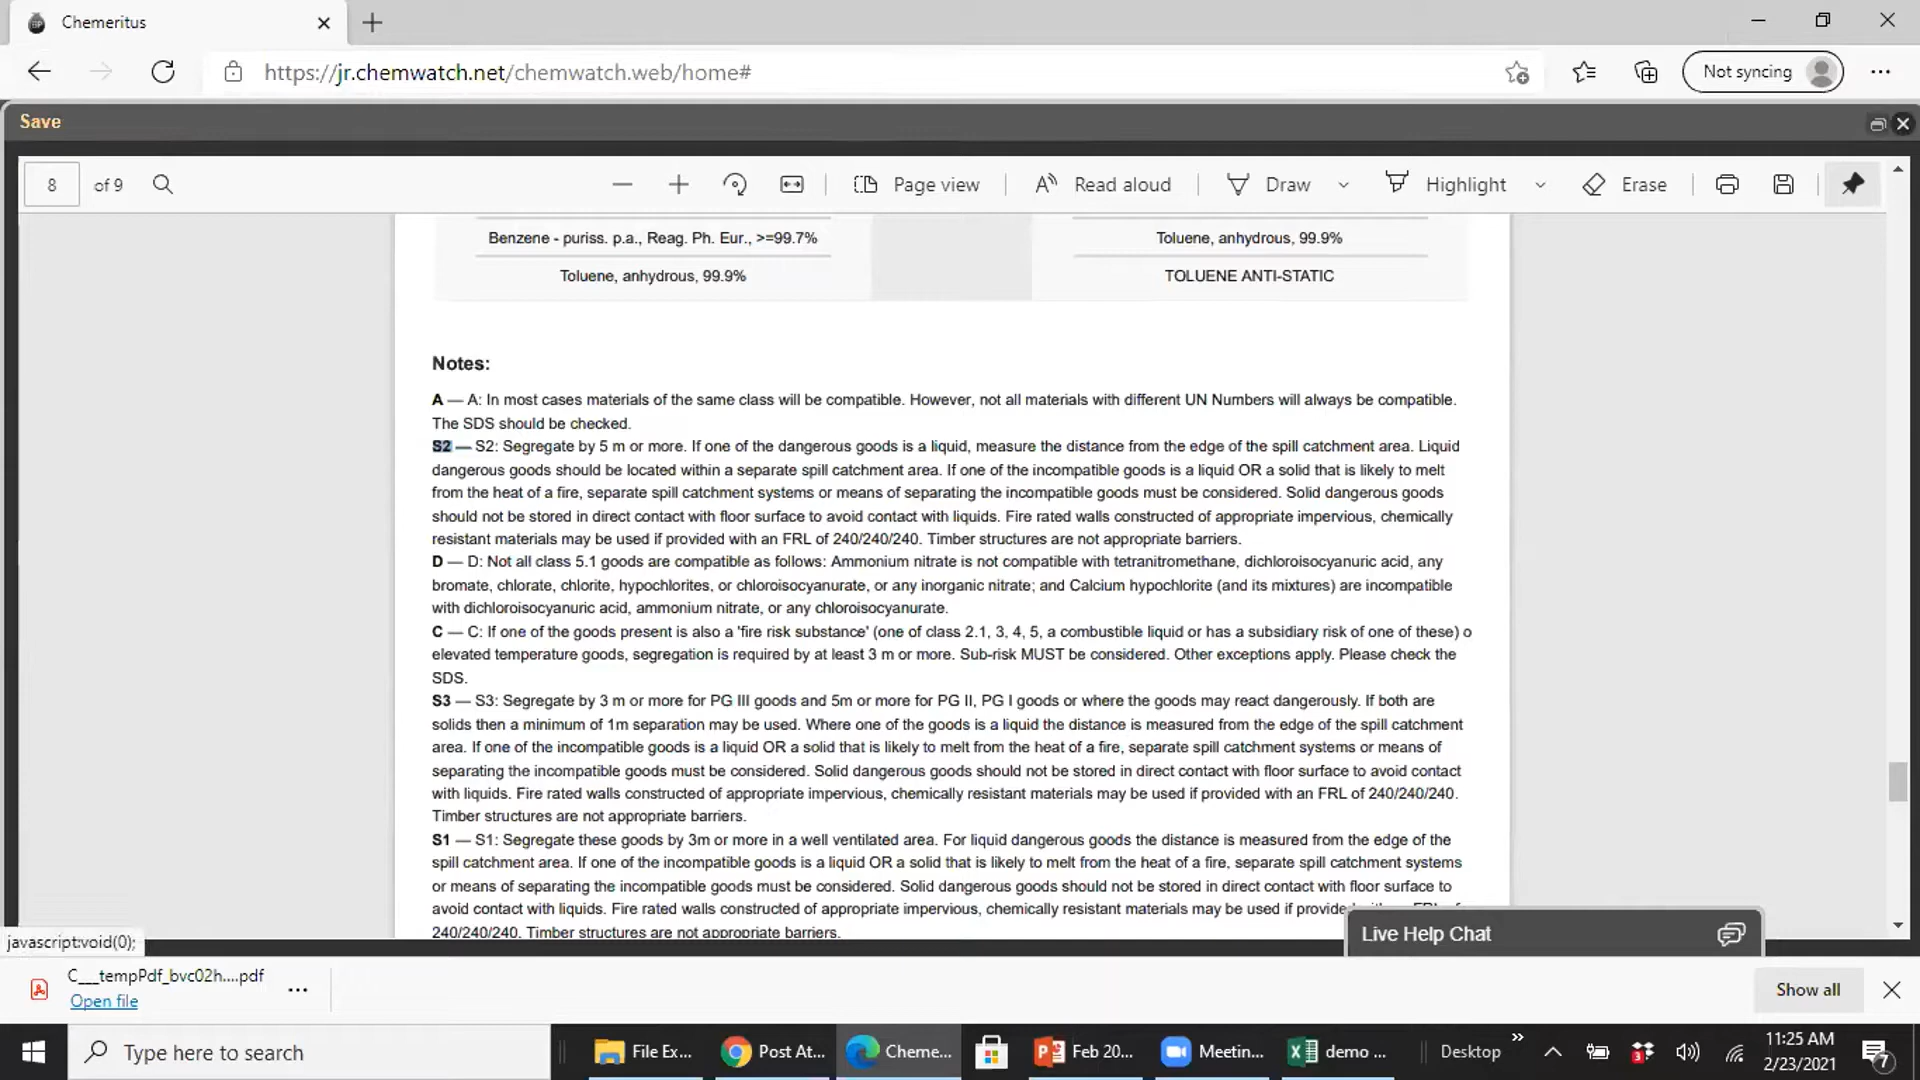 Chemeritus
https://jr.chemwatch.net/chemwatch.web/home#
Not syncing
Save
8 of 9
Page view
Read aloud
Draw
Highlight
Erase
Benzene - puriss. p.a., Reag. Ph. Eur., >=99.7%
Toluene, anhydrous, 99.9%
Toluene, anhydrous, 99.9%
TOLUENE ANTI-STATIC
Notes:
A — A: In most cases materials of the same class will be compatible. However, not all materials with different UN Numbers will always be compatible.
The SDS should be checked.
S2 — S2: Segregate by 5 m or more. If one of the dangerous goods is a liquid, measure the distance from the edge of the spill catchment area. Liquid
dangerous goods should be located within a separate spill catchment area. If one of the incompatible goods is a liquid OR a solid that is likely to melt
from the heat of a fire, separate spill catchment systems or means of separating the incompatible goods must be considered. Solid dangerous goods
should not be stored in direct contact with floor surface to avoid contact with liquids. Fire rated walls constructed of appropriate impervious, chemically
resistant materials may be used if provided with an FRL of 240/240/240. Timber structures are not appropriate barriers.
D — D: Not all class 5.1 goods are compatible as follows: Ammonium nitrate is not compatible with tetranitromethane, dichloroisocyanuric acid, any
bromate, chlorate, chlorite, hypochlorites, or chloroisocyanurate, or any inorganic nitrate; and Calcium hypochlorite (and its mixtures) are incompatible
with dichloroisocyanuric acid, ammonium nitrate, or any chloroisocyanurate.
C — C: If one of the goods present is also a 'fire risk substance' (one of class 2.1, 3, 4, 5, a combustible liquid or has a subsidiary risk of one of these) o
elevated temperature goods, segregation is required by at least 3 m or more. Sub-risk MUST be considered. Other exceptions apply. Please check the
SDS.
S3 — S3: Segregate by 3 m or more for PG III goods and 5m or more for PG II, PG I goods or where the goods may react dangerously. If both are
solids then a minimum of 1m separation may be used. Where one of the goods is a liquid the distance is measured from the edge of the spill catchment
area. If one of the incompatible goods is a liquid OR a solid that is likely to melt from the heat of a fire, separate spill catchment systems or means of
separating the incompatible goods must be considered. Solid dangerous goods should not be stored in direct contact with floor surface to avoid contact
with liquids. Fire rated walls constructed of appropriate impervious, chemically resistant materials may be used if provided with an FRL of 240/240/240.
Timber structures are not appropriate barriers.
S1 — S1: Segregate these goods by 3m or more in a well ventilated area. For liquid dangerous goods the distance is measured from the edge of the
spill catchment area. If one of the incompatible goods is a liquid OR a solid that is likely to melt from the heat of a fire, separate spill catchment systems
or means of separating the incompatible goods must be considered. Solid dangerous goods should not be stored in direct contact with floor surface to
avoid contact with liquids. Fire rated walls constructed of appropriate impervious, chemically resistant materials may be used if
240/240/240. Timber structures are not appropriate barriers.
Live Help Chat
javascript:void(0);
C___tempPdf_bvc02h....pdf
Open file
Show all
Type here to search
File Ex...
Post At...
Cheme...
Feb 20...
Meetin...
demo ...
Desktop
3
11:25 AM
2/23/2021
7